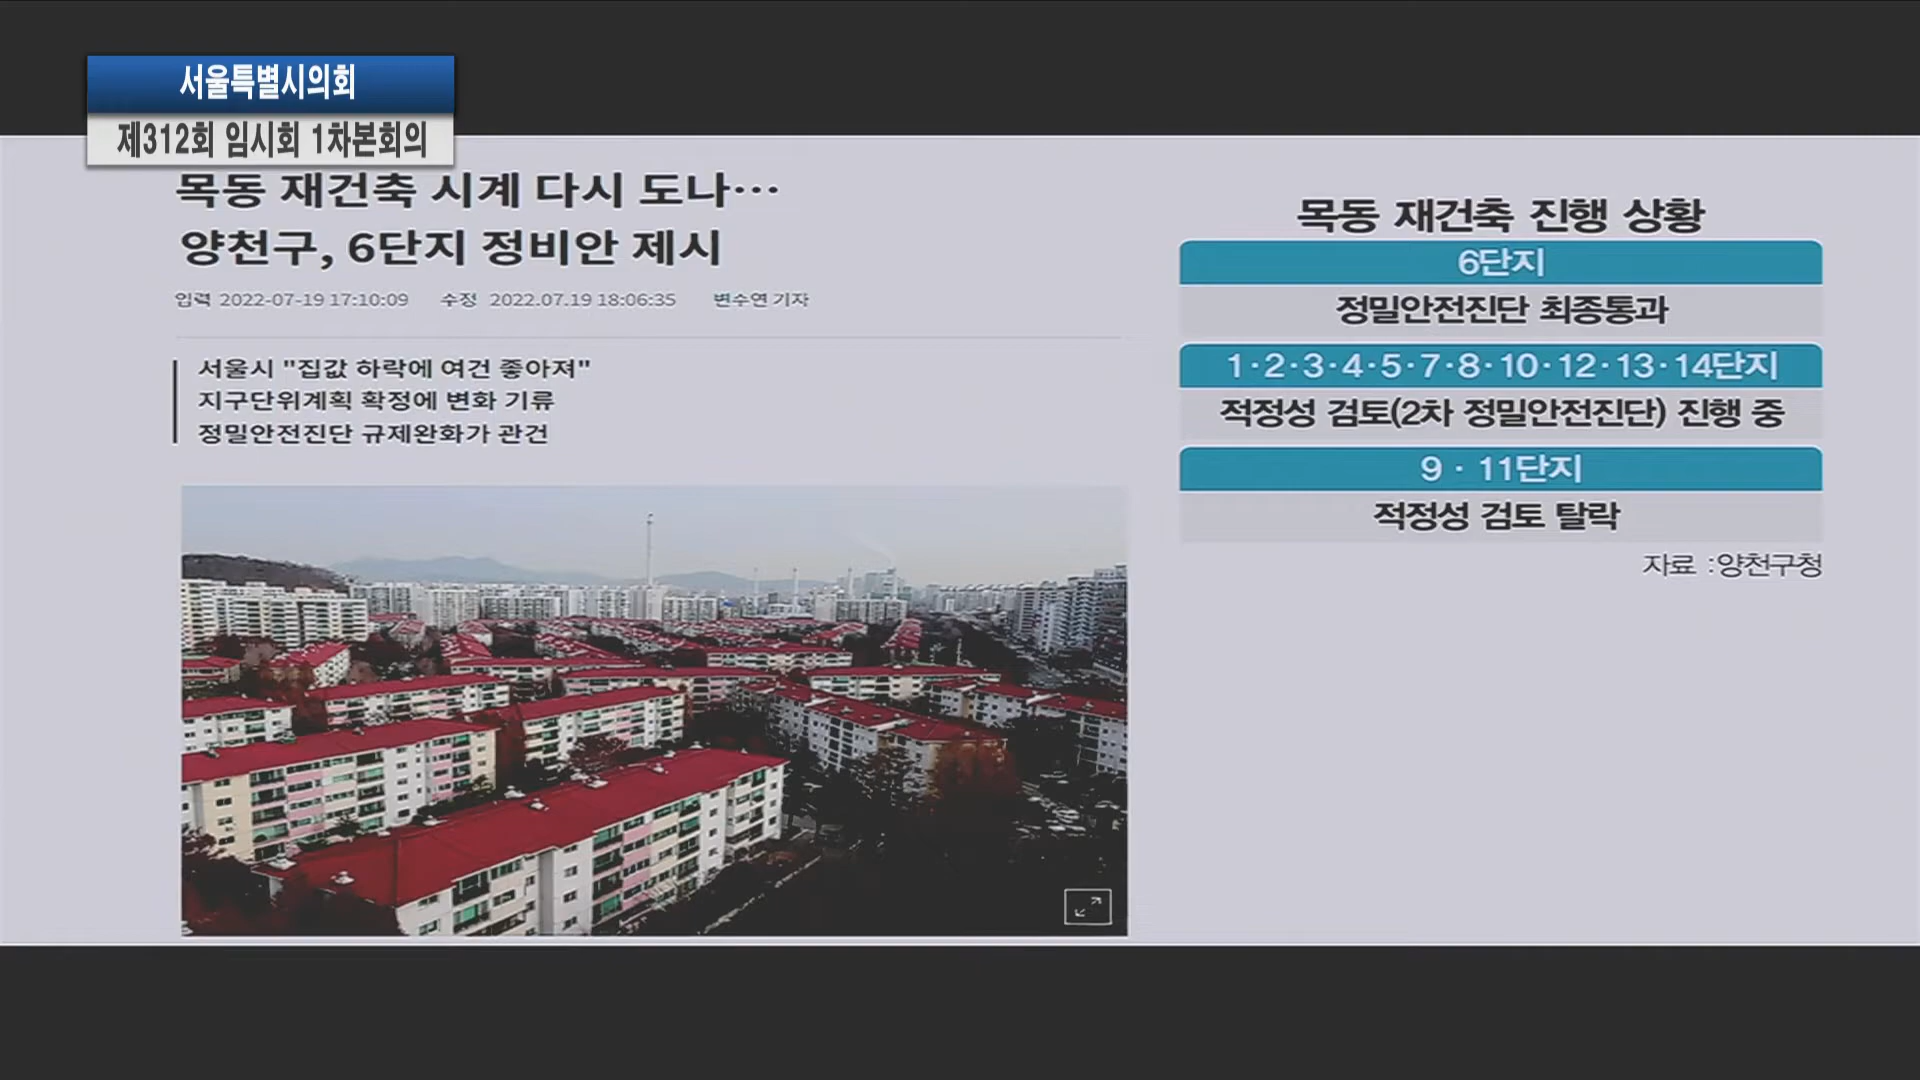 서울특별시의회
제312회 임시회 1차본회의
목동 재건축 시계 다시 도나…
양천구, 6단지 정비안 제시
입력 2022-07-19 17:10:09 수정 2022.07.19 18:06:35 변수연 기자
서울시 "집값 하락에 여건 좋아져"
지구단위계획 확정에 변화 기류
정밀안전진단 규제완화가 관건
목동 재건축 진행 상황
6단지
정밀안전진단 최종통과
1·2·3·4·5·7·8·10·12·13·14단지
적정성 검토(2차 정밀안전진단) 진행 중
9 · 11단지
적정성 검토 탈락
자료 :양천구청